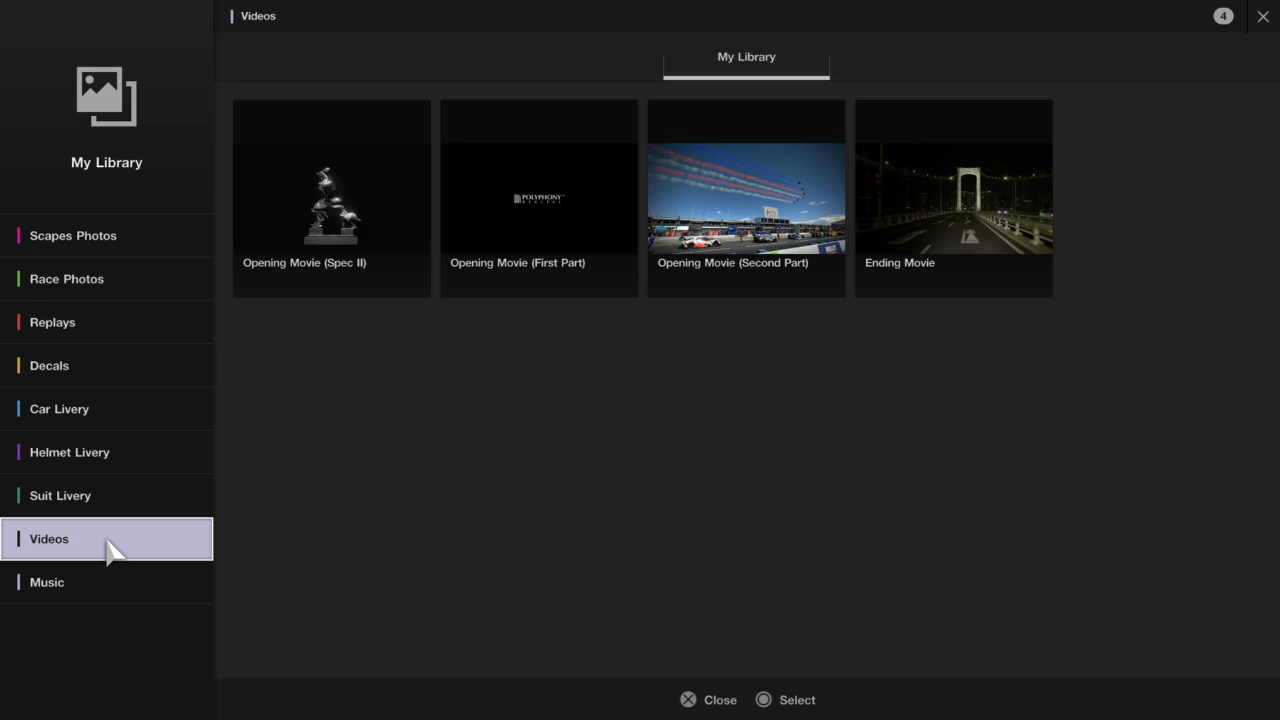 My Library
Scapes Photos
Race Photos
Replays
Decals
Car Livery
Helmet Livery
Suit Livery
Videos
Music
Videos
4
My Library
Opening Movie (Spec II)
POLYPHONY
DIGITAL
Opening Movie (First Part)
Opening Movie (Second Part)
Ending Movie
Close
Select